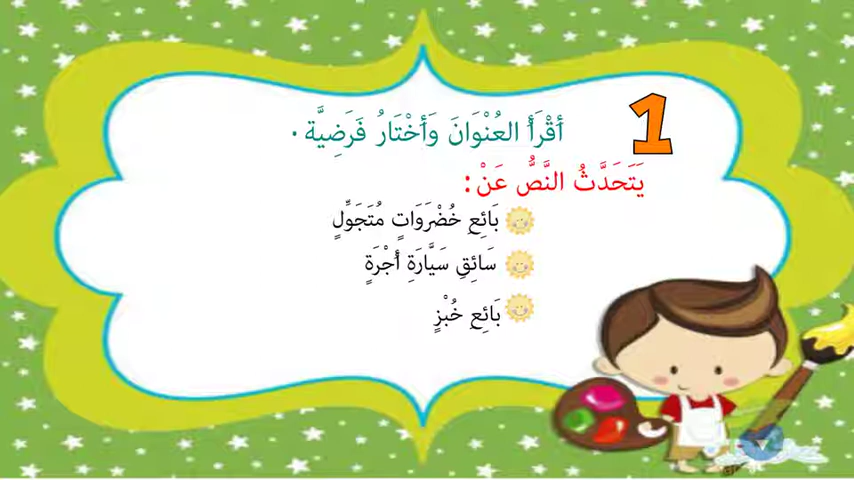 1
أَقْرَأُ العُنْوَانَ وَأَخْتَارُ فَرَضِيَّة .
يَتَحَدَّثُ النَّصُّ عَنْ :
بَائِعِ خُضْرَوَاتٍ مُتَجَوِّلٍ
سَائِقِ سَيَّارَةِ أُجْرَةٍ
بَائِعِ خُبْزٍ